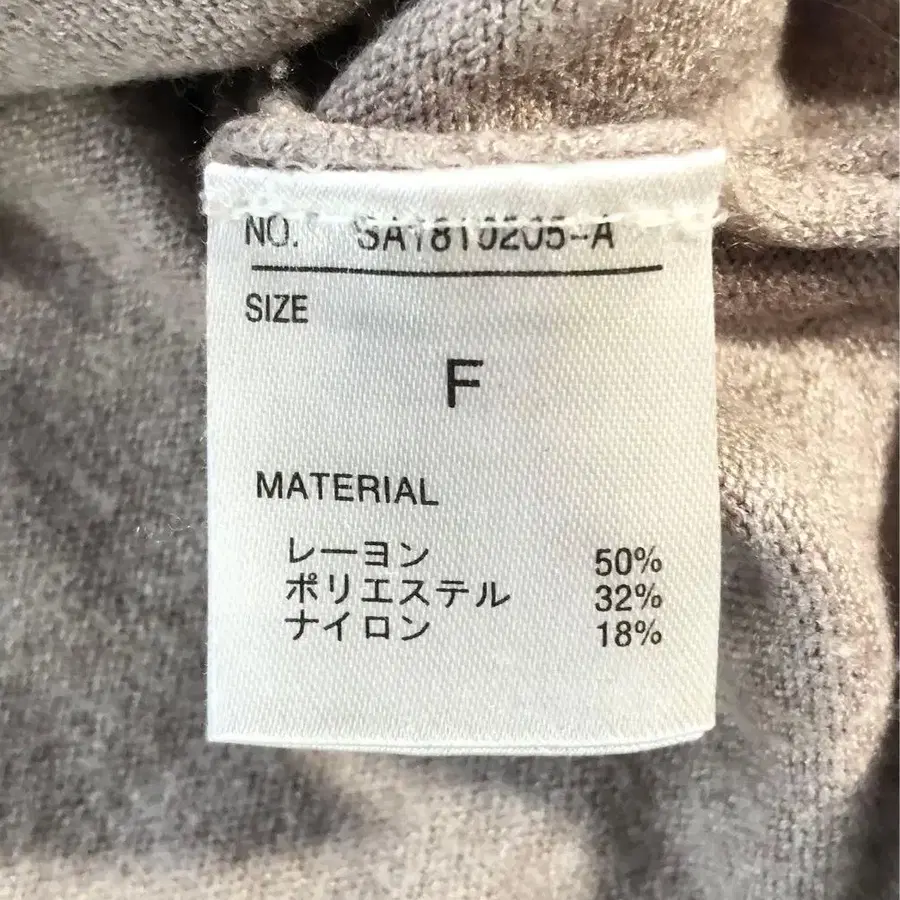 NO. SA1810205-A
SIZE
F
MATERIAL
レーヨン 50%
ポリエステル 32%
ナイロン 18%